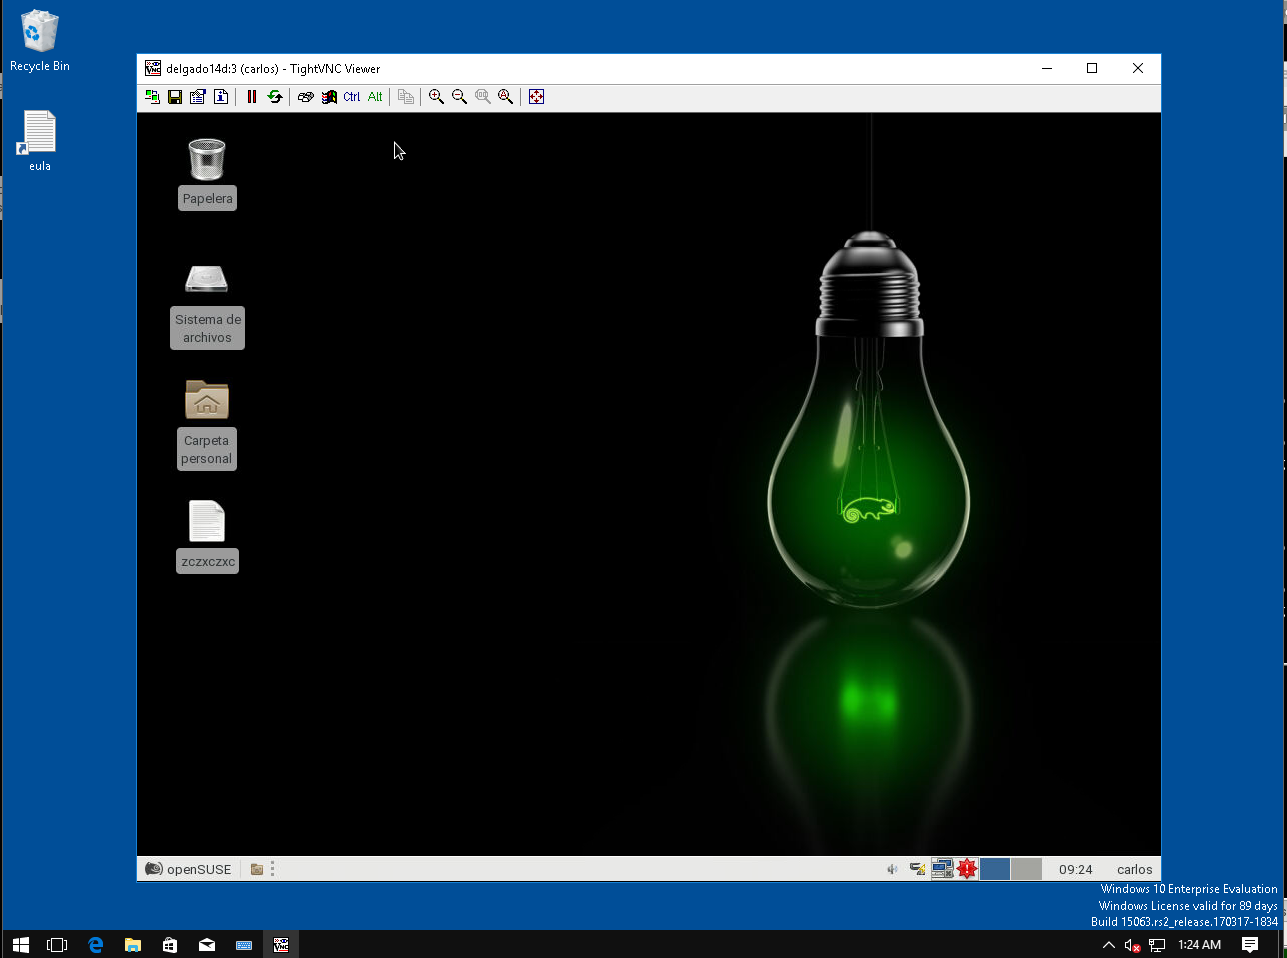 Recycle Bin
eula
delgado14d:3 (carlos) - TightVNC Viewer
Ctrl Alt
Papelera
Sistema de
archivos
Carpeta
personal
zczxczxc
openSUSE
09:24
carlos
Windows 10 Enterprise Evaluation
Windows License valid for 89 days
Build 15063.rs2_release.170317-1834
1:24 AM